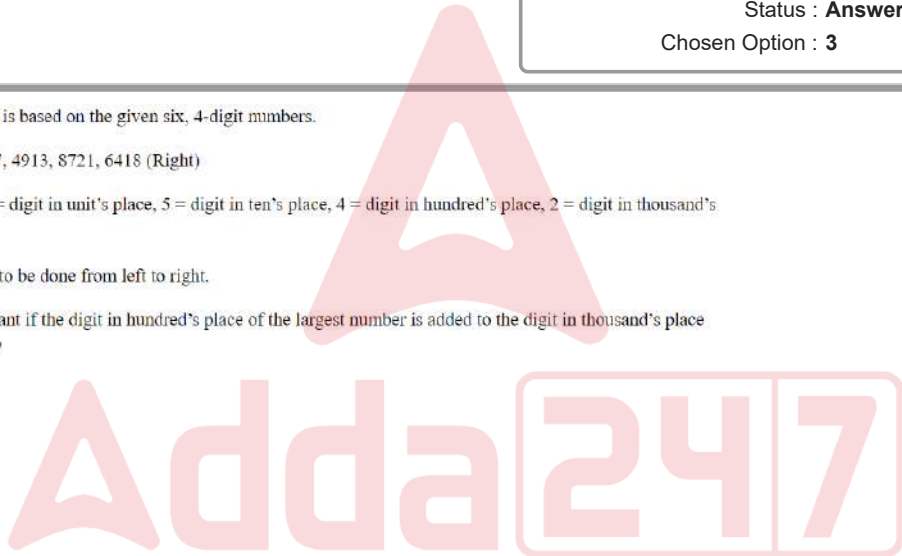 Status : Answer
Chosen Option : 3
is based on the given six, 4-digit numbers.
, 4913, 8721, 6418 (Right)
= digit in unit's place, 5 = digit in ten's place, 4 = digit in hundred's place, 2 = digit in thousand's
to be done from left to right.
ant if the digit in hundred's place of the largest number is added to the digit in thousand's place
Adda247